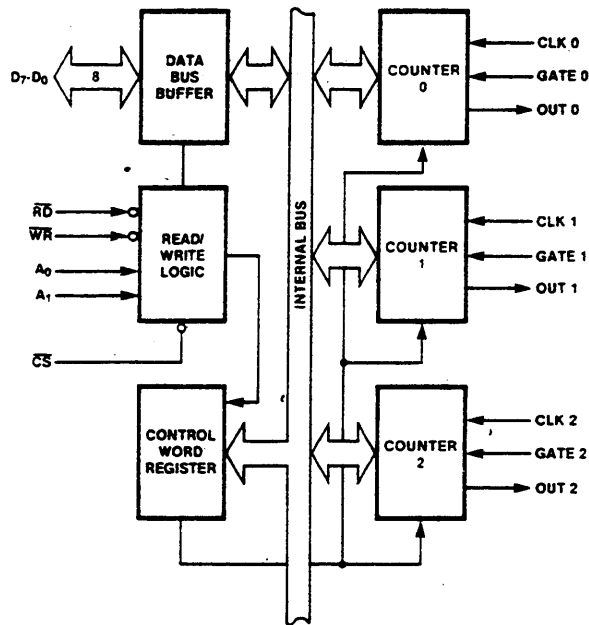 D7-D0
8
DATA
BUS
BUFFER
COUNTER
0
CLK 0
GATE 0
OUT 0
RD
WR
A0
A1
READ/
WRITE
LOGIC
CS
INTERNAL BUS
COUNTER
1
CLK 1
GATE 1
OUT 1
CONTROL
WORD
REGISTER
COUNTER
2
CLK 2
GATE 2
OUT 2